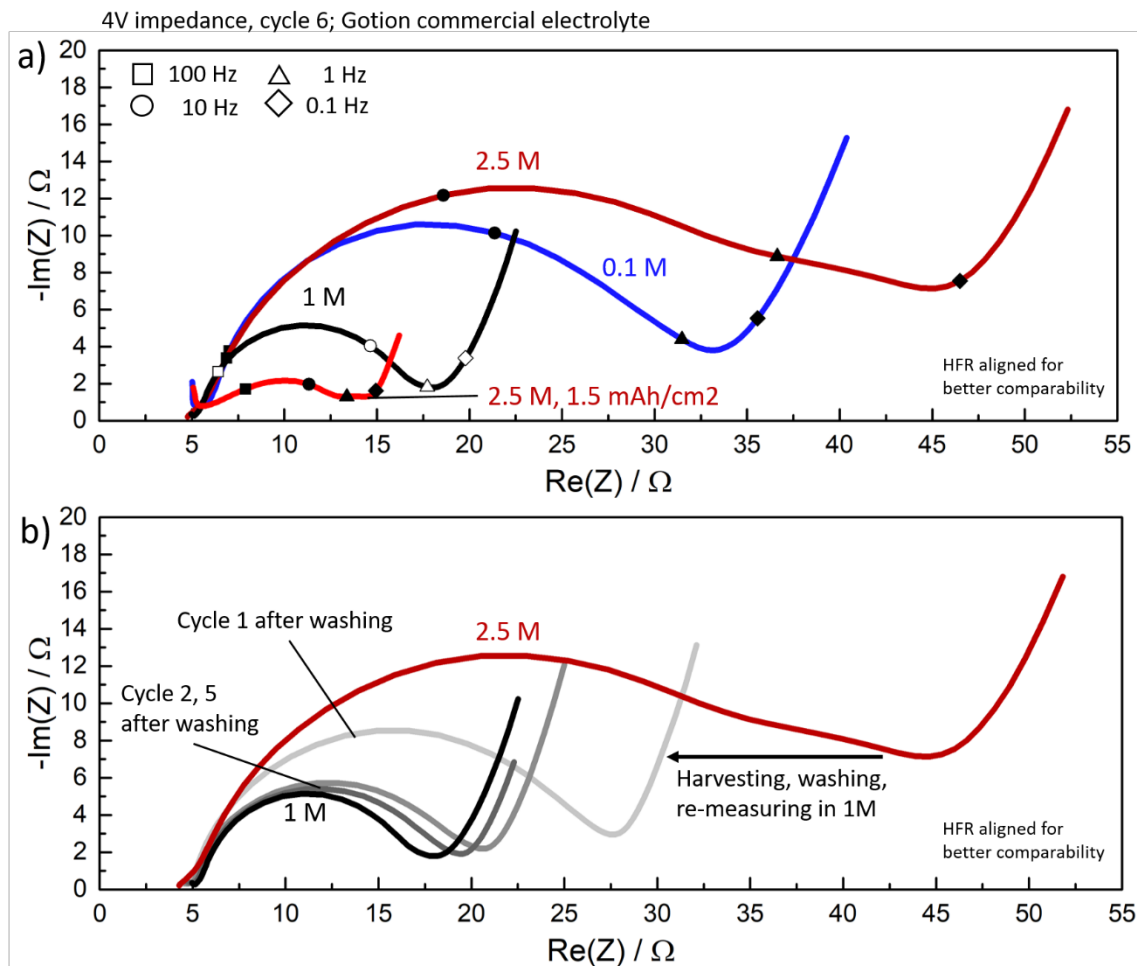 4V impedance, cycle 6; Gotion commercial electrolyte
a)
100 Hz
1 Hz
10 Hz
0.1 Hz
2.5 M
0.1 M
1 M
2.5 M, 1.5 mAh/cm2
HFR aligned for
better comparability
-Im(Z) / Ω
20
18
16
14
12
10
8
6
4
2
0
0 5 10 15 20 25 30 35 40 45 50 55
Re(Z) / Ω
b)
Cycle 1 after washing
2.5 M
Cycle 2, 5
after washing
1 M
Harvesting, washing,
re-measuring in 1M
HFR aligned for
better comparability
-Im(Z) / Ω
20
18
16
14
12
10
8
6
4
2
0
0 5 10 15 20 25 30 35 40 45 50 55
Re(Z) / Ω